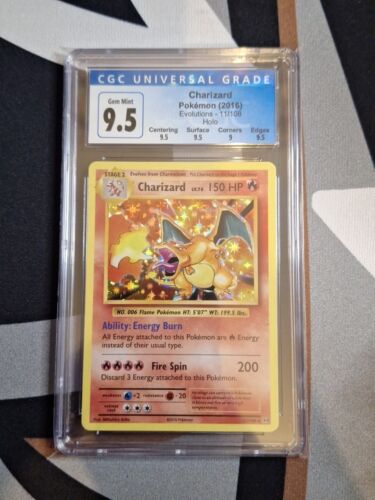 CGC UNIVERSAL GRADE
Gem Mint
9.5
Charizard
Pokémon (2016)
Evolutions - 11/108
Holo
Centering Surface Corners Edges
9.5 9.5 9 9.5
STAGE 2 Evolves from Charmeleon
Charizard LV.76 150 HP
NO. 006 Flame Pokémon HT: 5'07" WT: 199.5 lbs.
Ability: Energy Burn
All Energy attached to this Pokémon are Energy
instead of their usual type.
Fire Spin 200
Discard 3 Energy attached to this Pokémon.
weakness ×2 resistance -20
retreat
cost
©2016 Pokémon